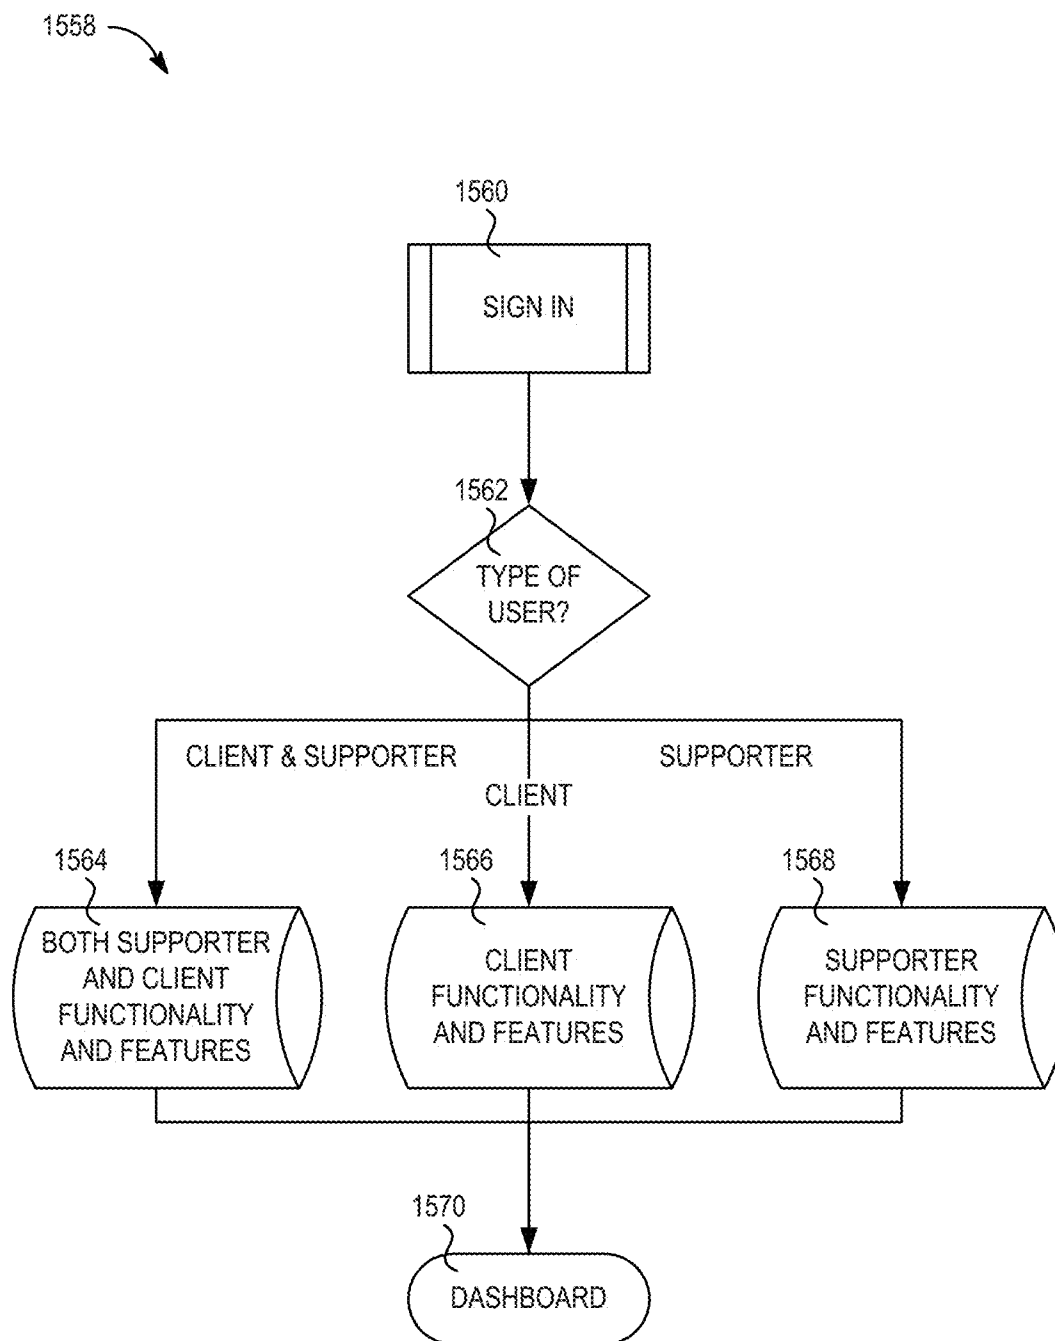 1558
1560
SIGN IN
1562
TYPE OF
USER?
CLIENT & SUPPORTER
SUPPORTER
CLIENT
1564
1566
1568
BOTH SUPPORTER
AND CLIENT
FUNCTIONALITY
AND FEATURES
CLIENT
FUNCTIONALITY
AND FEATURES
SUPPORTER
FUNCTIONALITY
AND FEATURES
1570
DASHBOARD